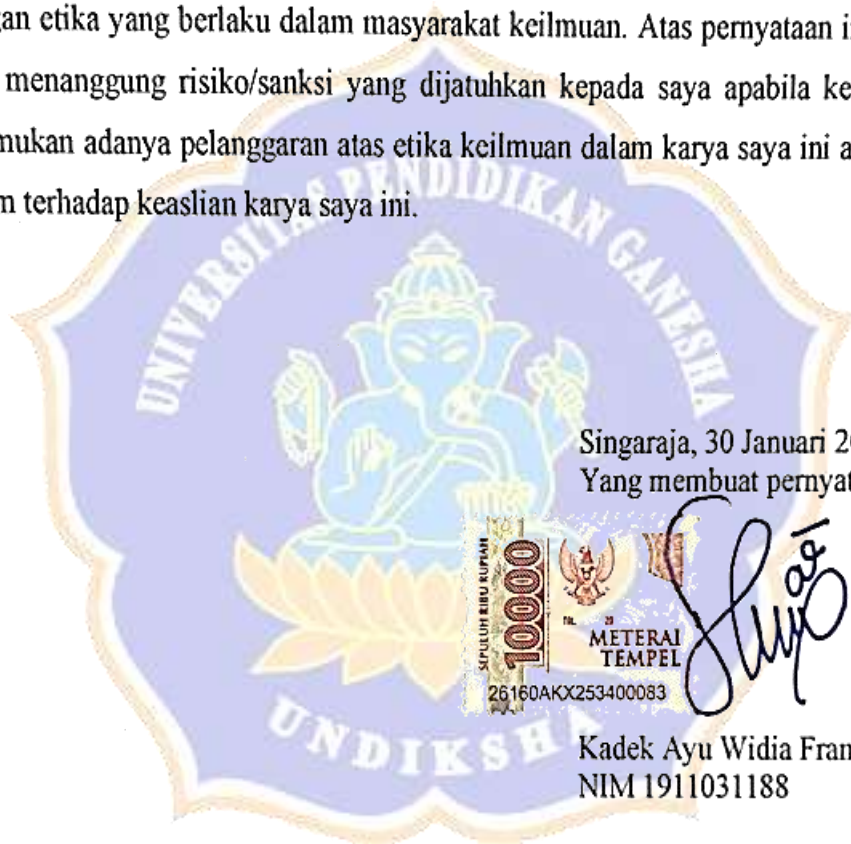 gan etika yang berlaku dalam masyarakat keilmuan. Atas pernyataan i
menanggung risiko/sanksi yang dijatuhkan kepada saya apabila ke
mukan adanya pelanggaran atas etika keilmuan dalam karya saya ini a
m terhadap keaslian karya saya ini.
UNIVERSITAS PENDIDIKAN GANESHA
Singaraja, 30 Januari 2
Yang membuat pernyat
SEPULUH RIBU RUPIAH
10000
METERAI
TEMPEL
26160AKX253400083
UNDIKSHA
Kadek Ayu Widia Fran
NIM 1911031188